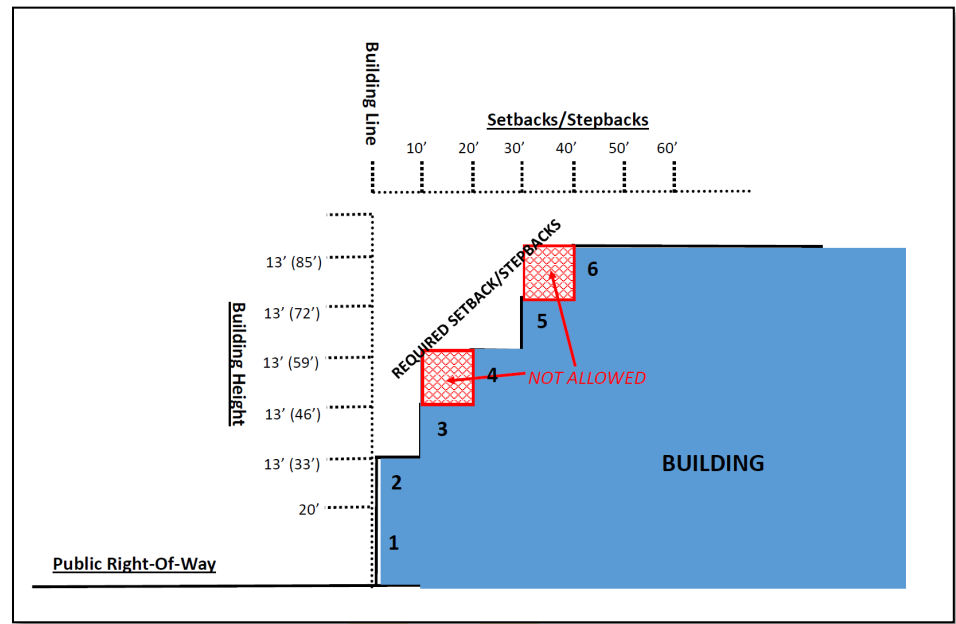 Building Line
Setbacks/Stepbacks
10’ 20’ 30’ 40’ 50’ 60’
REQUIRED SETBACK/STEPBACKS
Building Height
13’ (85’)
13’ (72’)
13’ (59’)
13’ (46’)
13’ (33’)
20’
6
5
4
NOT ALLOWED
3
BUILDING
2
1
Public Right-Of-Way